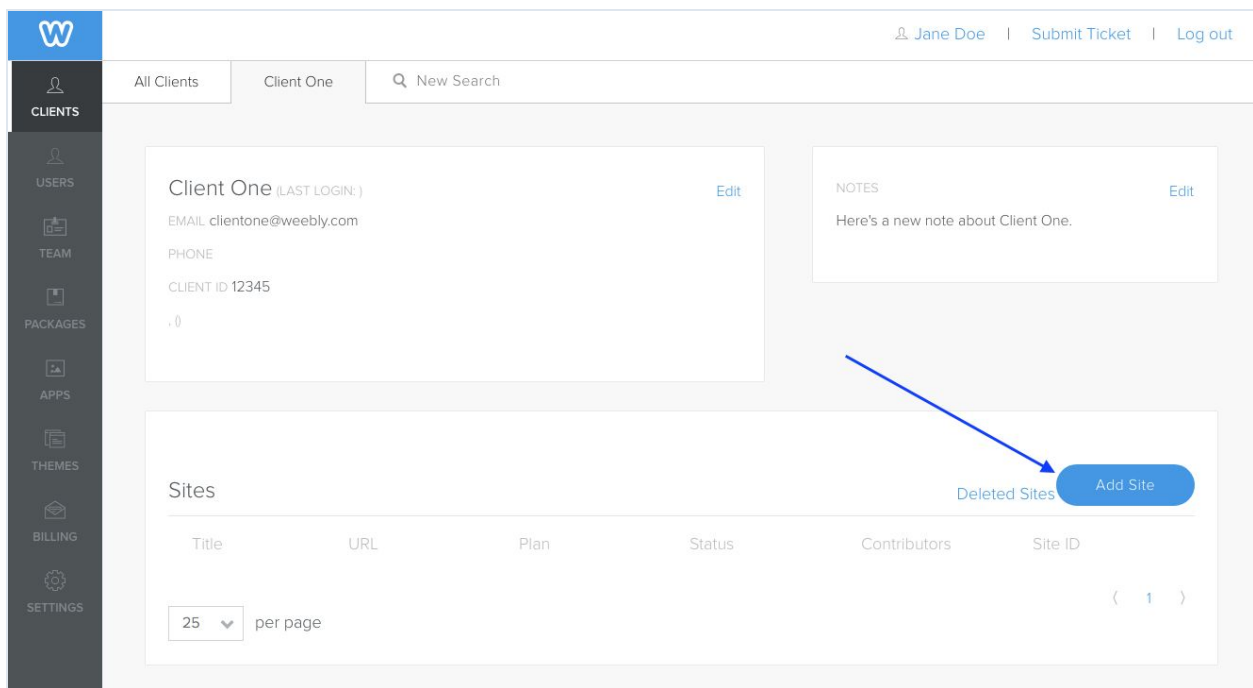 Jane Doe | Submit Ticket | Log out
All Clients Client One New Search
CLIENTS
USERS
TEAM
PACKAGES
APPS
THEMES
BILLING
SETTINGS
Client One (LAST LOGIN: ) Edit
EMAIL clientone@weebly.com
PHONE
CLIENT ID 12345
, ()
NOTES Edit
Here's a new note about Client One.
Sites Deleted Sites Add Site
Title URL Plan Status Contributors Site ID
〈 1 〉
25 per page